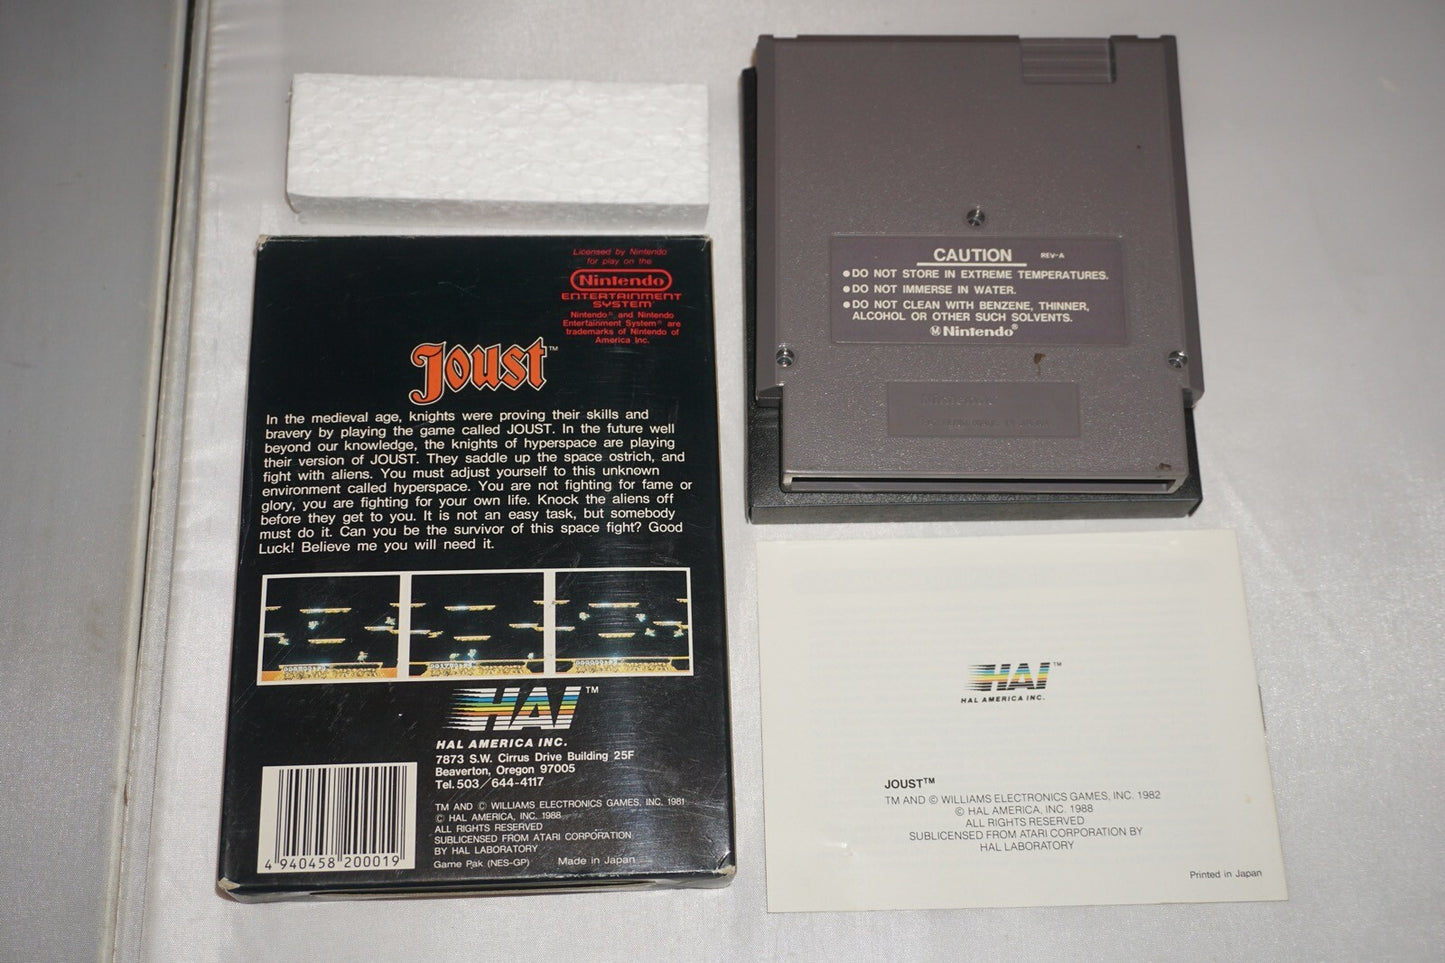 Licensed by Nintendo
for play on the
Nintendo
ENTERTAINMENT
SYSTEM
Nintendo and Nintendo
Entertainment System are
trademarks of Nintendo of
America Inc.
Joust™
In the medieval age, knights were proving their skills and
bravery by playing the game called JOUST. In the future well
beyond our knowledge, the knights of hyperspace are playing
their version of JOUST. They saddle up the space ostrich, and
fight with aliens. You must adjust yourself to this unknown
environment called hyperspace. You are not fighting for fame or
glory, you are fighting for your own life. Knock the aliens off
before they get to you. It is not an easy task, but somebody
must do it. Can you be the survivor of this space fight? Good
Luck! Believe me you will need it.
HAL™
HAL AMERICA INC.
7873 S.W. Cirrus Drive Building 25F
Beaverton, Oregon 97005
Tel. 503/644-4117
TM AND © WILLIAMS ELECTRONICS GAMES, INC. 1981
© HAL AMERICA, INC. 1988
ALL RIGHTS RESERVED
SUBLICENSED FROM ATARI CORPORATION
BY HAL LABORATORY
Game Pak (NES-GP) Made in Japan
4 940458 200019
CAUTION REV-A
●DO NOT STORE IN EXTREME TEMPERATURES.
●DO NOT IMMERSE IN WATER.
●DO NOT CLEAN WITH BENZENE, THINNER,
ALCOHOL OR OTHER SUCH SOLVENTS.
Ⓜ Nintendo®
Nintendo
HAL™
HAL AMERICA INC.
JOUST™
TM AND © WILLIAMS ELECTRONICS GAMES, INC. 1982
© HAL AMERICA, INC. 1988
ALL RIGHTS RESERVED
SUBLICENSED FROM ATARI CORPORATION BY
HAL LABORATORY
Printed in Japan